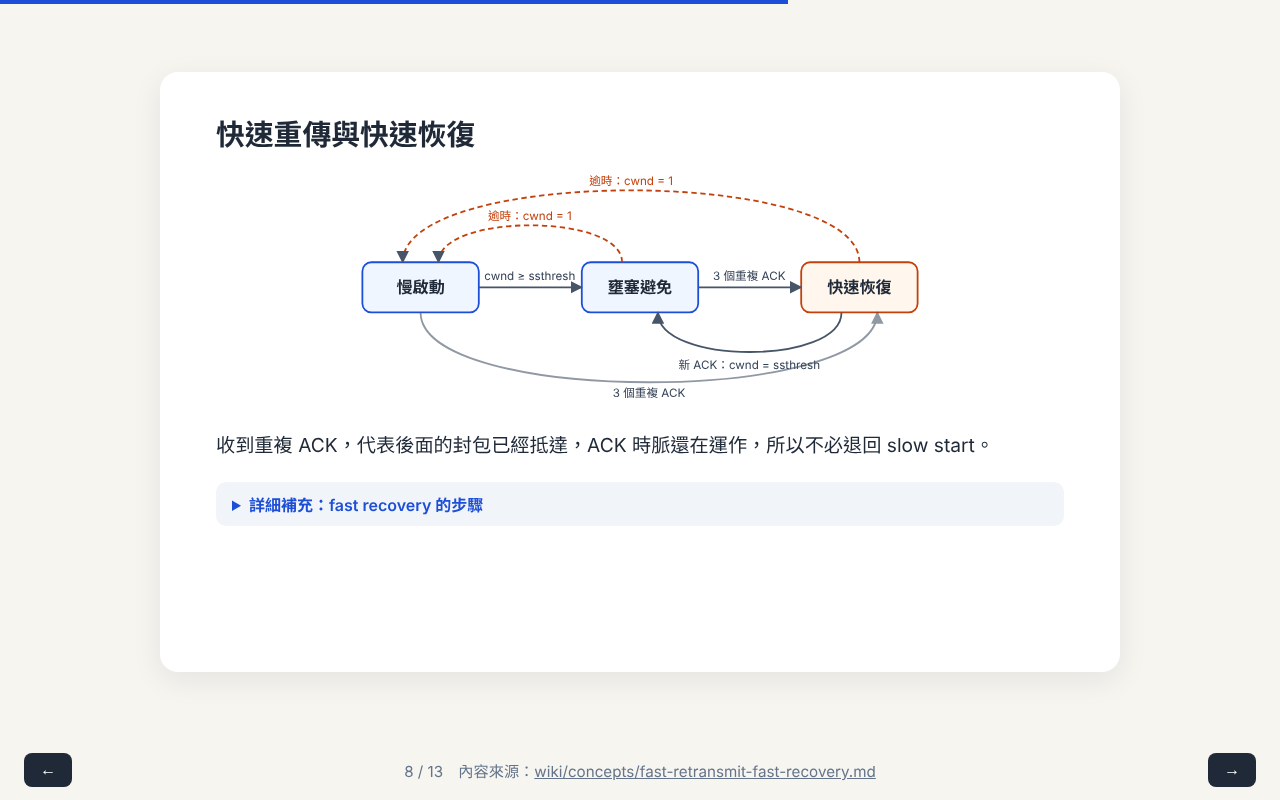 快速重傳與快速恢復
逾時：cwnd = 1
逾時：cwnd = 1
慢啟動
cwnd ≥ ssthresh
壅塞避免
3 個重複 ACK
快速恢復
新 ACK：cwnd = ssthresh
3 個重複 ACK
收到重複 ACK，代表後面的封包已經抵達，ACK 時脈還在運作，所以不必退回 slow start。
▶ 詳細補充：fast recovery 的步驟
←
8 / 13 內容來源：wiki/concepts/fast-retransmit-fast-recovery.md
→